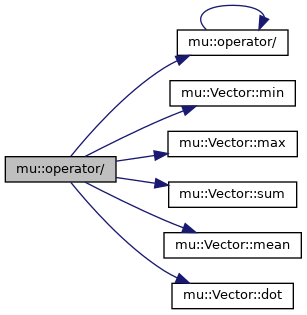 mu::operator/
mu::operator/
mu::Vector::min
mu::Vector::max
mu::Vector::sum
mu::Vector::mean
mu::Vector::dot